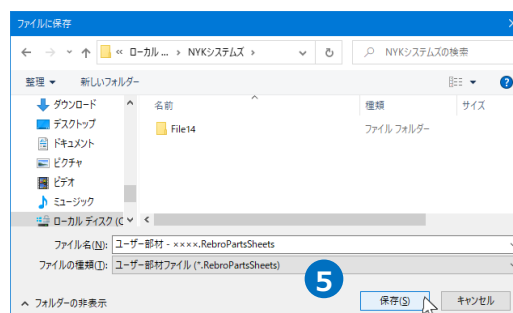 ファイルに保存
« ローカル ... › NYKシステムズ ›
NYKシステムズの検索
整理 新しいフォルダー
名前 種類 サイズ
ダウンロード
デスクトップ
ドキュメント
ピクチャ
ビデオ
ミュージック
ローカル ディスク (C
File14 ファイル フォルダー
ファイル名(N): ユーザー部材 - ××××.RebroPartsSheets
ファイルの種類(T): ユーザー部材ファイル (*.RebroPartsSheets)
5
フォルダーの非表示
保存(S) キャンセル